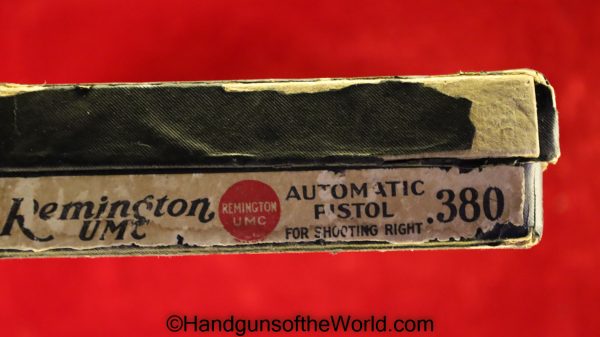 Remington
UMC
REMINGTON
UMC
AUTOMATIC
PISTOL
FOR SHOOTING RIGHT
.380
©HandgunsoftheWorld.com